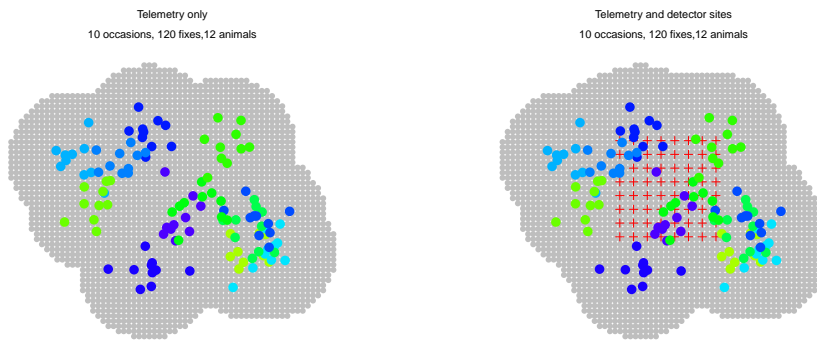 Telemetry only
10 occasions, 120 fixes,12 animals
Telemetry and detector sites
10 occasions, 120 fixes,12 animals